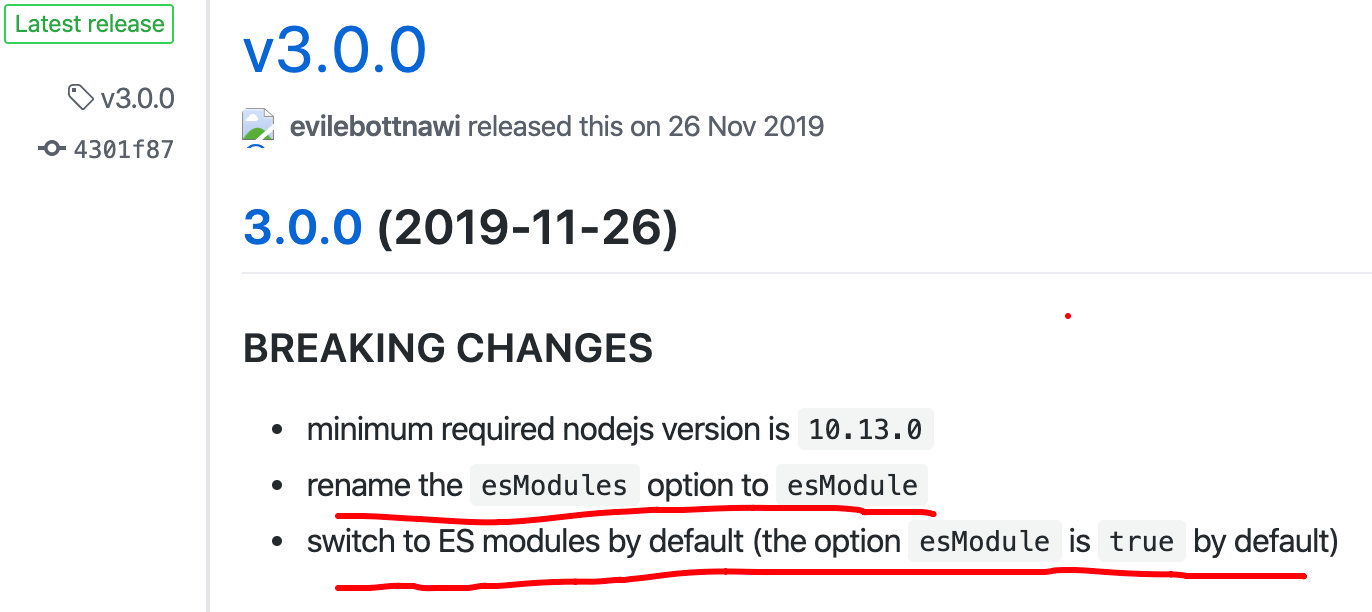 Latest release
v3.0.0
4301f87
v3.0.0
evilebottnawi released this on 26 Nov 2019
3.0.0 (2019-11-26)
BREAKING CHANGES
minimum required nodejs version is 10.13.0
rename the esModules option to esModule
switch to ES modules by default (the option esModule is true by default)